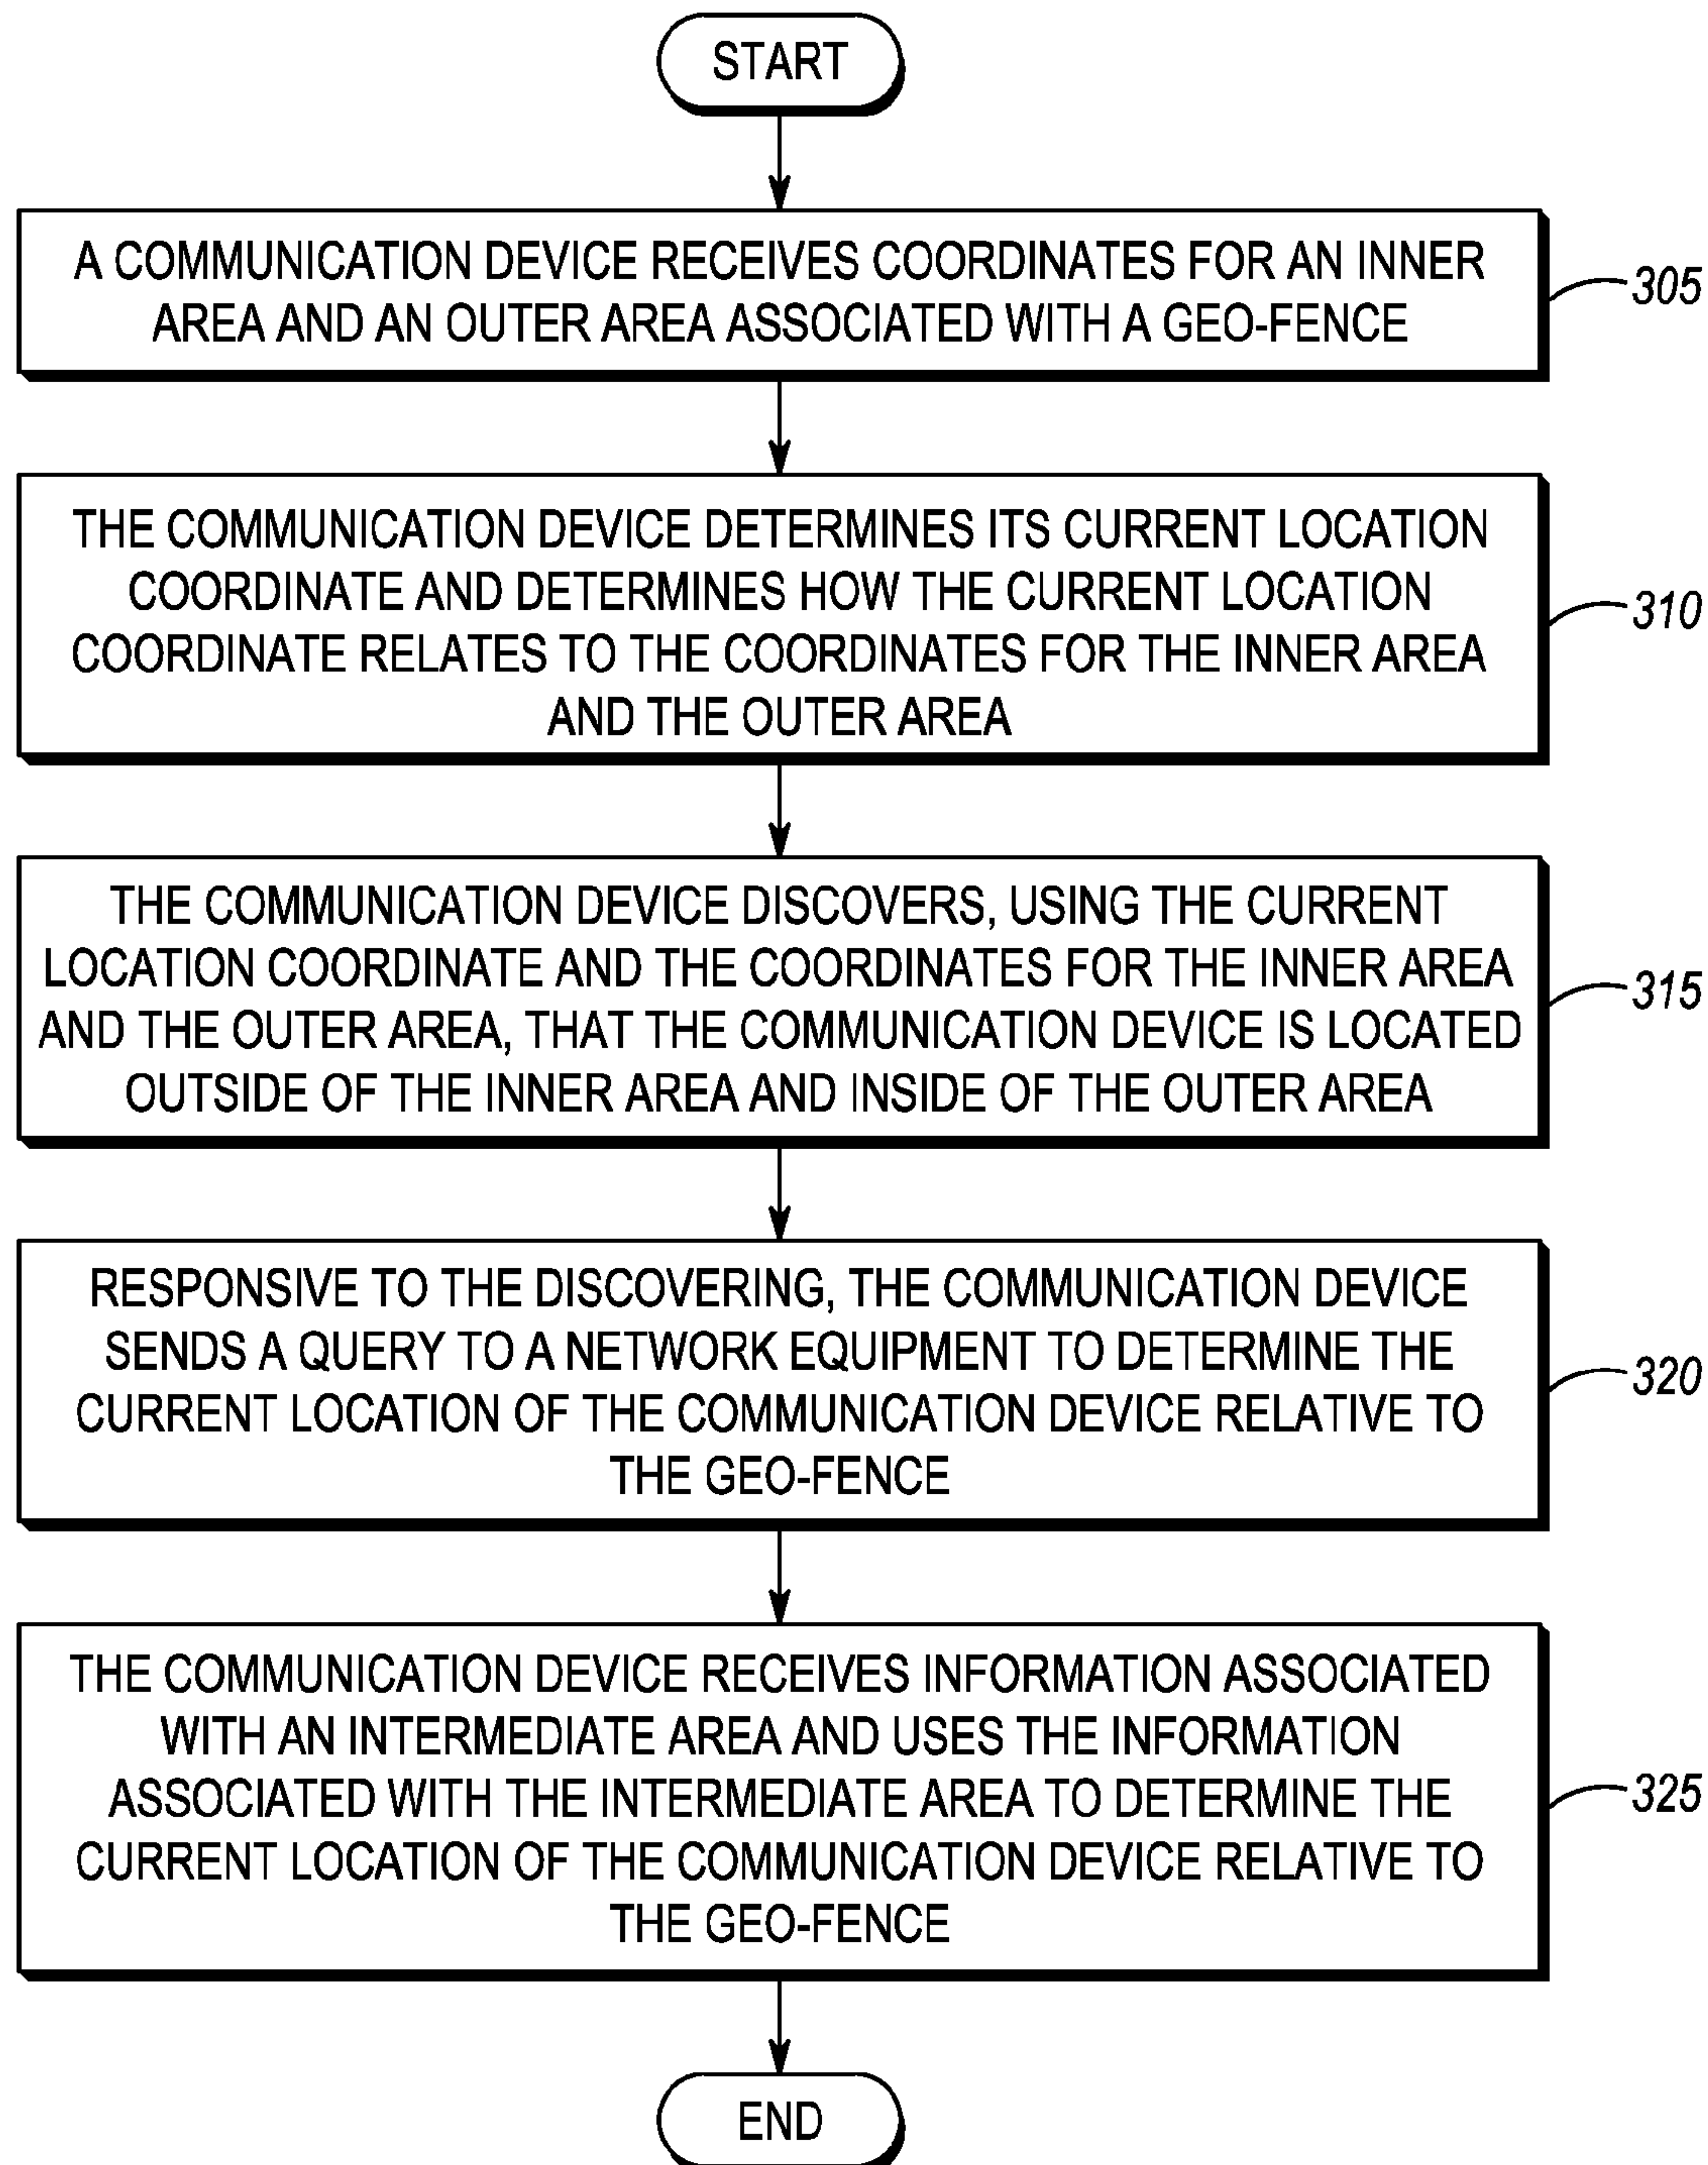 START
A COMMUNICATION DEVICE RECEIVES COORDINATES FOR AN INNER
AREA AND AN OUTER AREA ASSOCIATED WITH A GEO-FENCE
305
THE COMMUNICATION DEVICE DETERMINES ITS CURRENT LOCATION
COORDINATE AND DETERMINES HOW THE CURRENT LOCATION
COORDINATE RELATES TO THE COORDINATES FOR THE INNER AREA
AND THE OUTER AREA
310
THE COMMUNICATION DEVICE DISCOVERS, USING THE CURRENT
LOCATION COORDINATE AND THE COORDINATES FOR THE INNER AREA
AND THE OUTER AREA, THAT THE COMMUNICATION DEVICE IS LOCATED
OUTSIDE OF THE INNER AREA AND INSIDE OF THE OUTER AREA
315
RESPONSIVE TO THE DISCOVERING, THE COMMUNICATION DEVICE
SENDS A QUERY TO A NETWORK EQUIPMENT TO DETERMINE THE
CURRENT LOCATION OF THE COMMUNICATION DEVICE RELATIVE TO
THE GEO-FENCE
320
THE COMMUNICATION DEVICE RECEIVES INFORMATION ASSOCIATED
WITH AN INTERMEDIATE AREA AND USES THE INFORMATION
ASSOCIATED WITH THE INTERMEDIATE AREA TO DETERMINE THE
CURRENT LOCATION OF THE COMMUNICATION DEVICE RELATIVE TO
THE GEO-FENCE
325
END